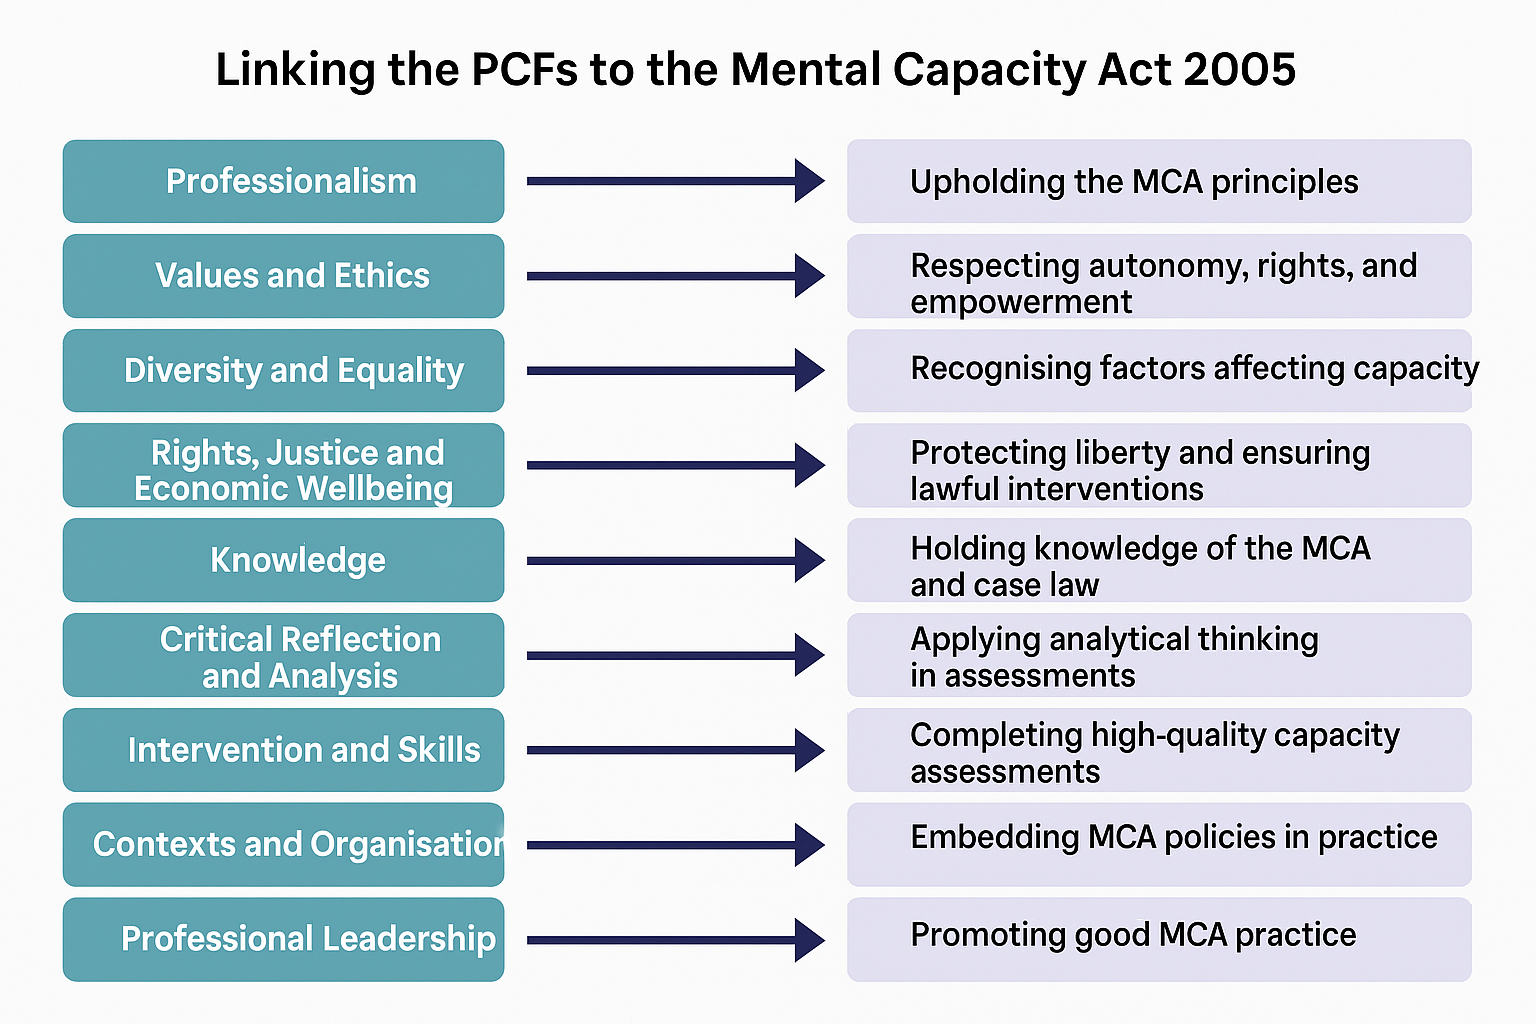 Linking the PCFs to the Mental Capacity Act 2005
Professionalism
Upholding the MCA principles
Values and Ethics
Respecting autonomy, rights, and
empowerment
Diversity and Equality
Recognising factors affecting capacity
Rights, Justice and
Economic Wellbeing
Protecting liberty and ensuring
lawful interventions
Knowledge
Holding knowledge of the MCA
and case law
Critical Reflection
and Analysis
Applying analytical thinking
in assessments
Intervention and Skills
Completing high-quality capacity
assessments
Contexts and Organisation
Embedding MCA policies in practice
Professional Leadership
Promoting good MCA practice